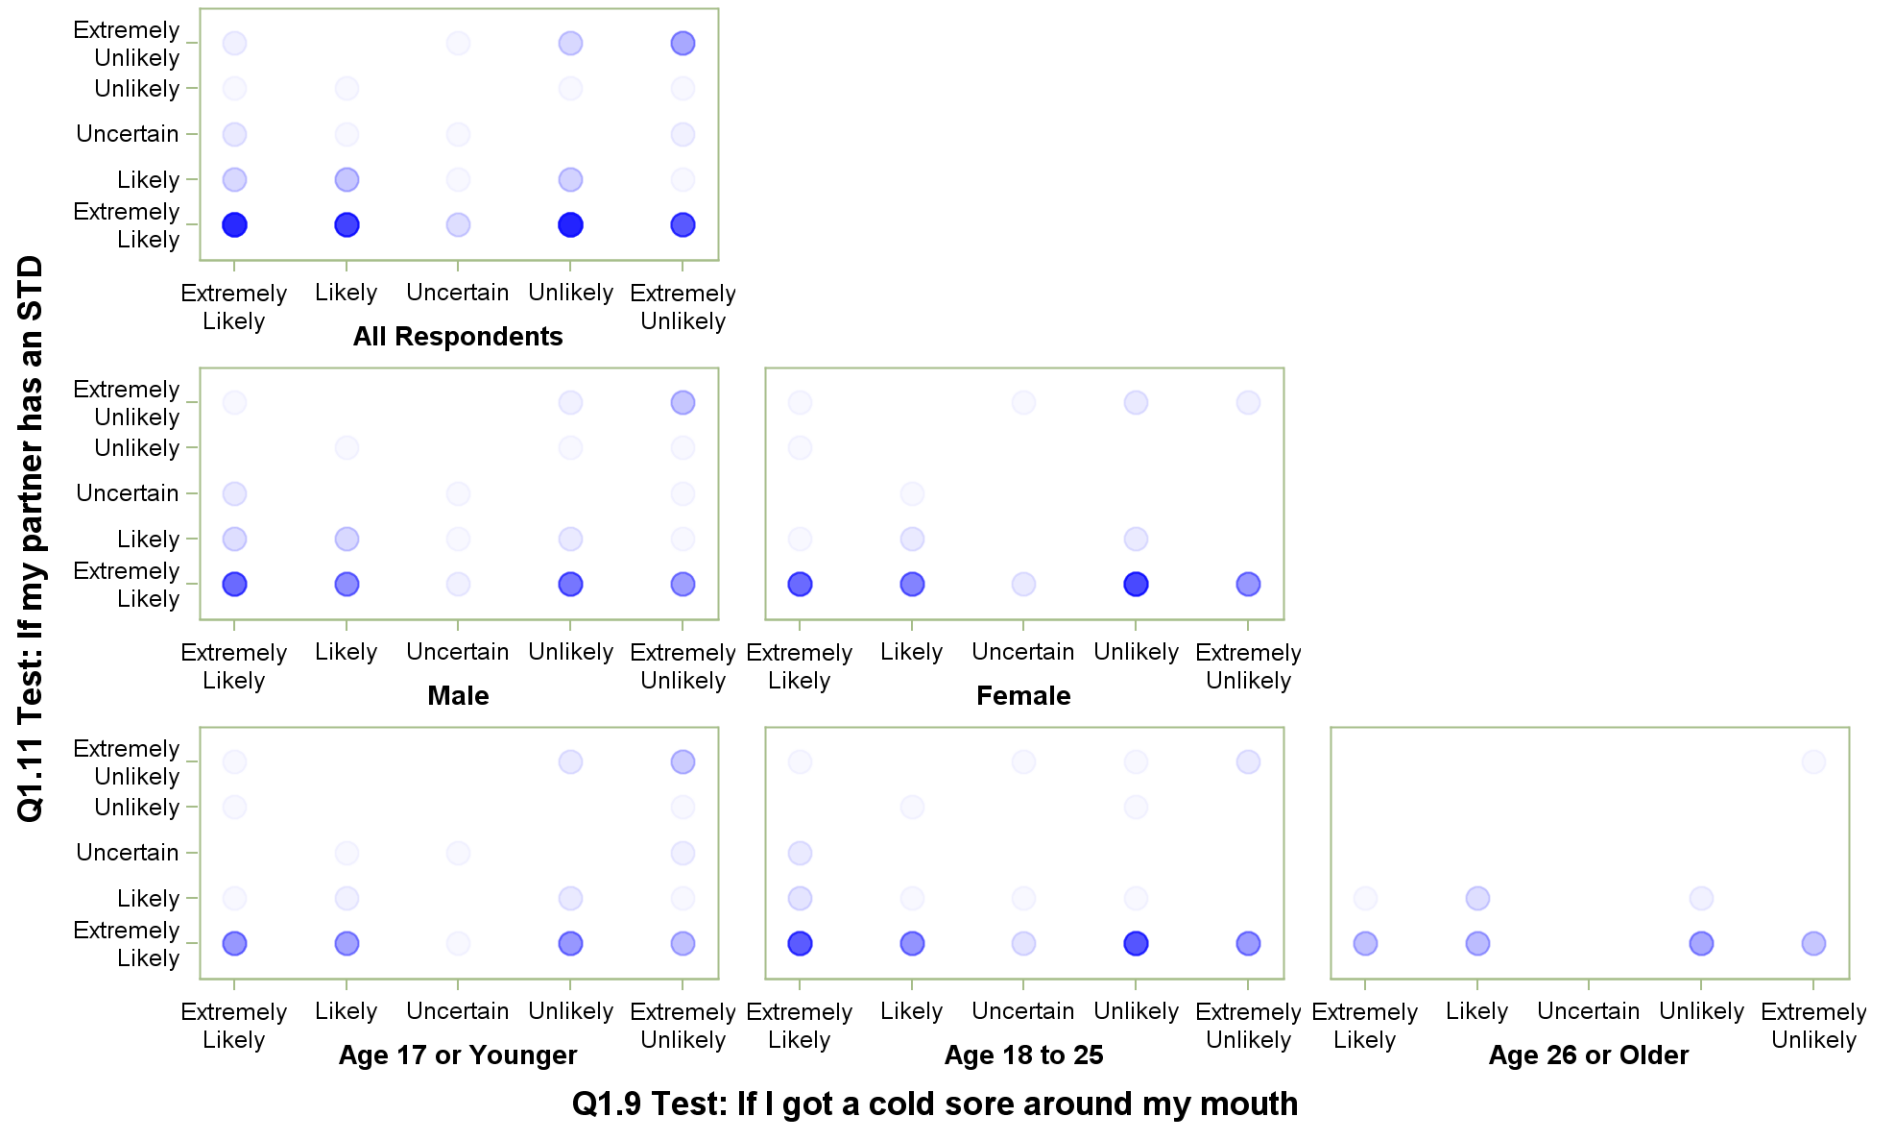 Q1.11 Test: If my partner has an STD
Extremely
Unlikely
Unlikely
Uncertain
Likely
Extremely
Likely
Extremely Likely Uncertain Unlikely Extremely
Likely Unlikely
All Respondents
Extremely
Unlikely
Unlikely
Uncertain
Likely
Extremely
Likely
Extremely Likely Uncertain Unlikely Extremely
Likely Unlikely
Male
Extremely Likely Uncertain Unlikely Extremely
Likely Unlikely
Female
Extremely
Unlikely
Unlikely
Uncertain
Likely
Extremely
Likely
Extremely Likely Uncertain Unlikely Extremely
Likely Unlikely
Age 17 or Younger
Extremely Likely Uncertain Unlikely Extremely
Likely Unlikely
Age 18 to 25
Extremely Likely Uncertain Unlikely Extremely
Likely Unlikely
Age 26 or Older
Q1.9 Test: If I got a cold sore around my mouth